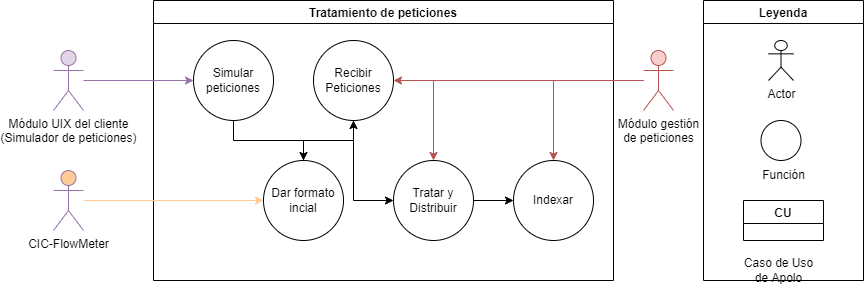 Tratamiento de peticiones
Simular
peticiones
Recibir
Peticiones
Módulo UIX del cliente
(Simulador de peticiones)
Módulo gestión
de peticiones
Dar formato
incial
Tratar y
Distribuir
Indexar
CIC-FlowMeter
Leyenda
Actor
Función
CU
Caso de Uso
de Apolo